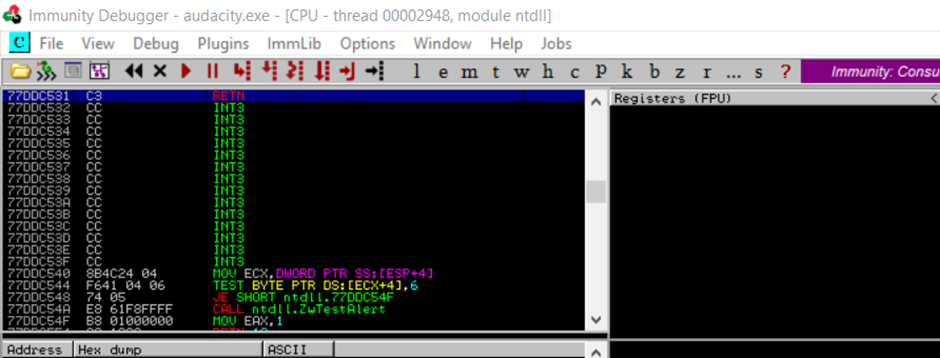 Immunity Debugger - audacity.exe - [CPU - thread 00002948, module ntdll]
C File View Debug Plugins ImmLib Options Window Help Jobs
l e m t w h c P k b z r ... s ? Immunity: Consu
77DDC531 C3 RETN
77DDC532 CC INT3
77DDC533 CC INT3
77DDC534 CC INT3
77DDC535 CC INT3
77DDC536 CC INT3
77DDC537 CC INT3
77DDC538 CC INT3
77DDC539 CC INT3
77DDC53A CC INT3
77DDC53B CC INT3
77DDC53C CC INT3
77DDC53D CC INT3
77DDC53E CC INT3
77DDC53F CC INT3
77DDC540 8B4C24 04 MOV ECX,DWORD PTR SS:[ESP+4]
77DDC544 F641 04 06 TEST BYTE PTR DS:[ECX+4],6
77DDC548 74 05 JE SHORT ntdll.77DDC54F
77DDC54A E8 61F8FFFF CALL ntdll.ZwTestAlert
77DDC54F B8 01000000 MOV EAX,1
Registers (FPU) <
Address Hex dump ASCII